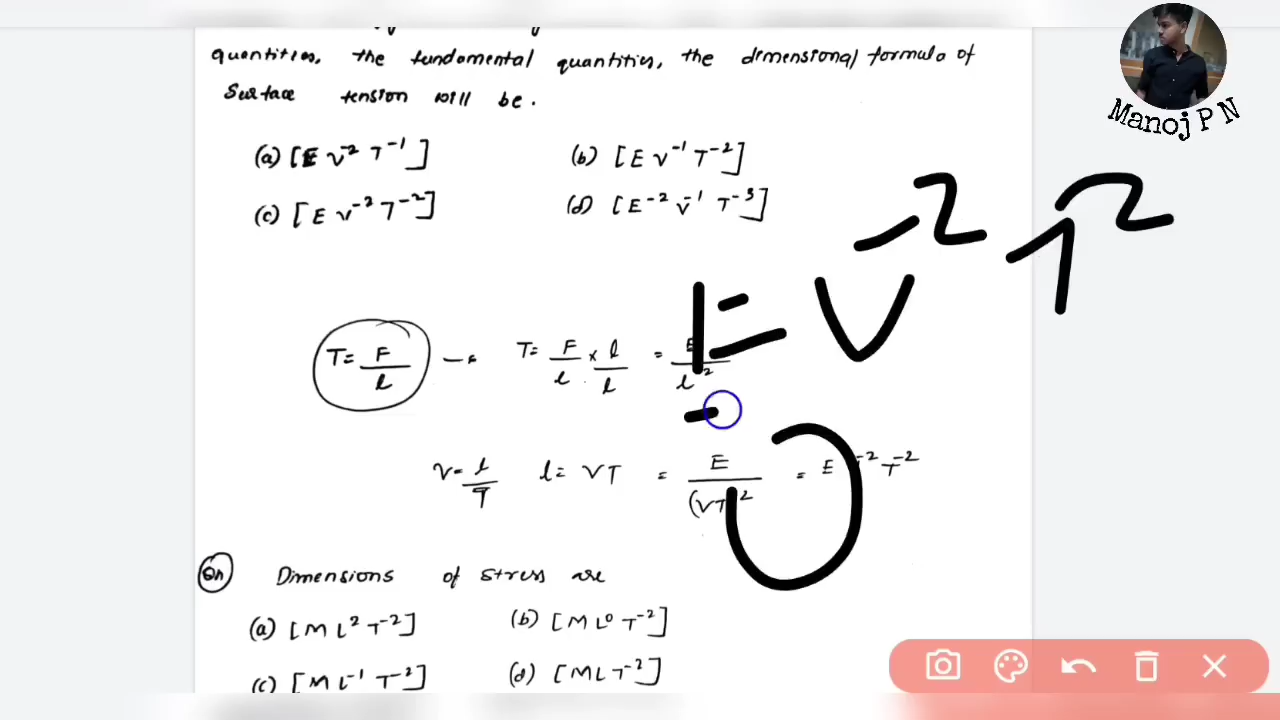 quantities, the fundamental quantities, the dimensional formula of
Surface tension will be.
(a) [E V⁻² T⁻¹] (b) [E V⁻¹ T⁻²]
(c) [E V⁻² T⁻²] (d) [E⁻² V⁻¹ T⁻³]
T = F/l → T = F/l × l/l = E/l²
V = l/T l = VT = E/(VT)² = E ⁻² T⁻²
Qn Dimensions of stress are
(a) [M L² T⁻²] (b) [M L⁰ T⁻²]
(c) [M L⁻¹ T⁻²] (d) [M L T⁻²]
E V⁻² T⁻²
Manoj P N